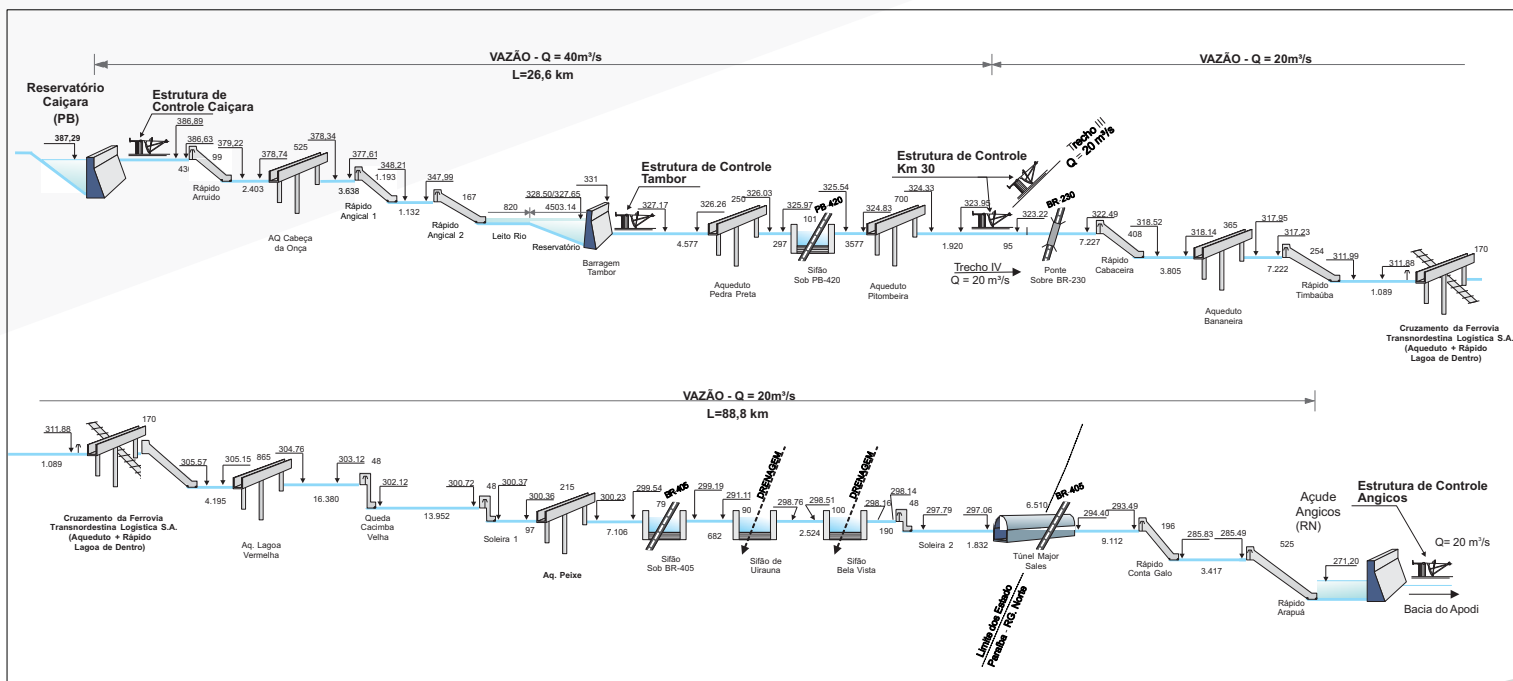 VAZÃO - Q = 40m³/s
L=26,6 km
VAZÃO - Q = 20m³/s
Reservatório
Caiçara
(PB)
387,29
Estrutura de
Controle Caiçara
386,89
386,63
379,22
99
Rápido
Arruido
2.403
378,74
525
AQ Cabeça
da Onça
378,34
3.638
377,61
1.193
Rápido
Angical 1
348,21
1.132
347,99
167
Rápido
Angical 2
820
Leito Rio
328.50/327.65
4503.14
Reservatório
331
Barragem
Tambor
Estrutura de Controle
Tambor
327.17
4.577
326.26
250
326.03
Aqueduto
Pedra Preta
297
325.97
101
PB-420
Sifão
Sob PB-420
325.54
3577
324.83
700
Aqueduto
Pitombeira
324.33
1.920
Estrutura de Controle
Km 30
323.95
Trecho III
Q = 20 m³/s
Trecho IV
Q = 20 m³/s
95
323.22
BR-230
Ponte
Sobre BR-230
7.227
322.49
408
Rápido
Cabaceira
318.52
3.805
318.14
365
Aqueduto
Bananeira
317.95
7.222
317.23
254
Rápido
Timbaúba
311.99
1.089
311.88
170
Cruzamento da Ferrovia
Transnordestina Logística S.A.
(Aqueduto + Rápido
Lagoa de Dentro)
VAZÃO - Q = 20m³/s
L=88,8 km
311.88
1.089
170
Cruzamento da Ferrovia
Transnordestina Logística S.A.
(Aqueduto + Rápido
Lagoa de Dentro)
305.57
4.195
305.15
865
Aq. Lagoa
Vermelha
304.76
16.380
303.12
48
302.12
Queda
Cacimba
Velha
13.952
300.72
48
300.37
Soleira 1
300.36
97
215
Aq. Peixe
300.23
7.106
299.54
79
BR-405
Sifão
Sob BR-405
299.19
682
291.11
90
DRENAGEM
Sifão de
Uirauna
298.76
2.524
298.51
100
DRENAGEM
Sifão
Bela Vista
298.16
190
298.14
48
Soleira 2
297.79
1.832
297.06
6.510
BR-405
Túnel Major
Sales
Limite dos Estado
Paraíba - RG. Norte
294.40
9.112
293.49
196
Rápido
Conta Galo
285.83
3.417
285.49
525
Rápido
Arapuá
271,20
Açude
Angicos
(RN)
Estrutura de Controle
Angicos
Q= 20 m³/s
Bacia do Apodi